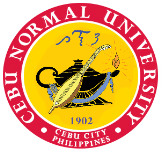 CEBU NORMAL UNIVERSITY
1902
CEBU CITY
PHILIPPINES